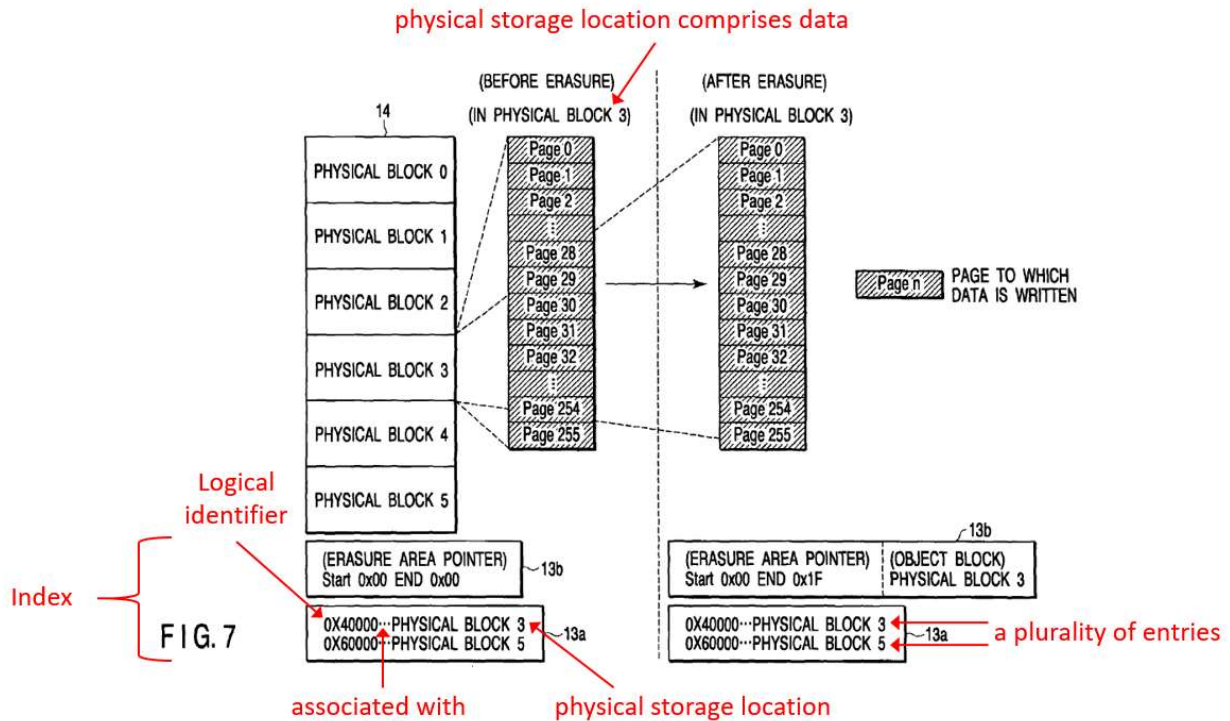 physical storage location comprises data
(BEFORE ERASURE)
(AFTER ERASURE)
(IN PHYSICAL BLOCK 3)
(IN PHYSICAL BLOCK 3)
14
PHYSICAL BLOCK 0
PHYSICAL BLOCK 1
PHYSICAL BLOCK 2
PHYSICAL BLOCK 3
PHYSICAL BLOCK 4
PHYSICAL BLOCK 5
Page 0
Page 1
Page 2
⋮
Page 28
Page 29
Page 30
Page 31
Page 32
⋮
Page 254
Page 255
Page 0
Page 1
Page 2
⋮
Page 28
Page 29
Page 30
Page 31
Page 32
⋮
Page 254
Page 255
Page n
PAGE TO WHICH
DATA IS WRITTEN
Logical
identifier
Index
(ERASURE AREA POINTER)
Start 0x00 END 0x00
13b
0X40000···PHYSICAL BLOCK 3
0X60000···PHYSICAL BLOCK 5
13a
13b
(ERASURE AREA POINTER)
Start 0x00 END 0x1F
(OBJECT BLOCK)
PHYSICAL BLOCK 3
0X40000···PHYSICAL BLOCK 3
0X60000···PHYSICAL BLOCK 5
13a
a plurality of entries
FIG. 7
associated with
physical storage location